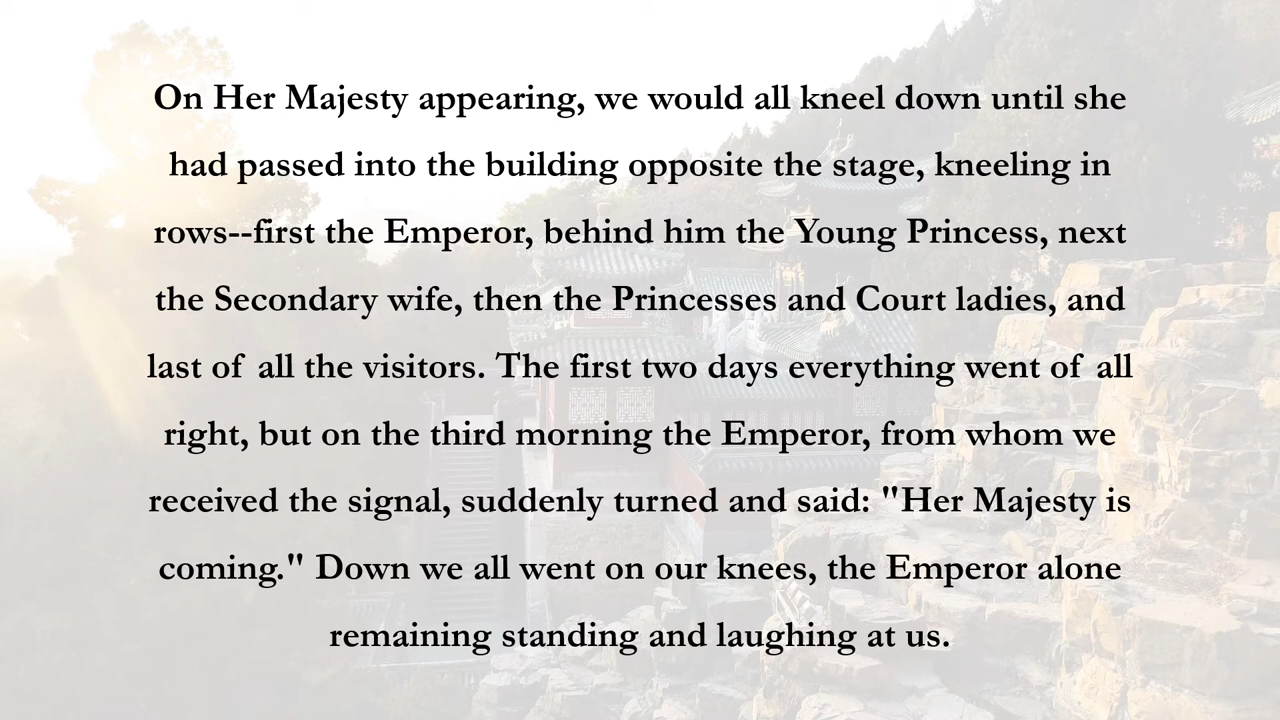 On Her Majesty appearing, we would all kneel down until she
had passed into the building opposite the stage, kneeling in
rows--first the Emperor, behind him the Young Princess, next
the Secondary wife, then the Princesses and Court ladies, and
last of all the visitors. The first two days everything went of all
right, but on the third morning the Emperor, from whom we
received the signal, suddenly turned and said: "Her Majesty is
coming." Down we all went on our knees, the Emperor alone
remaining standing and laughing at us.